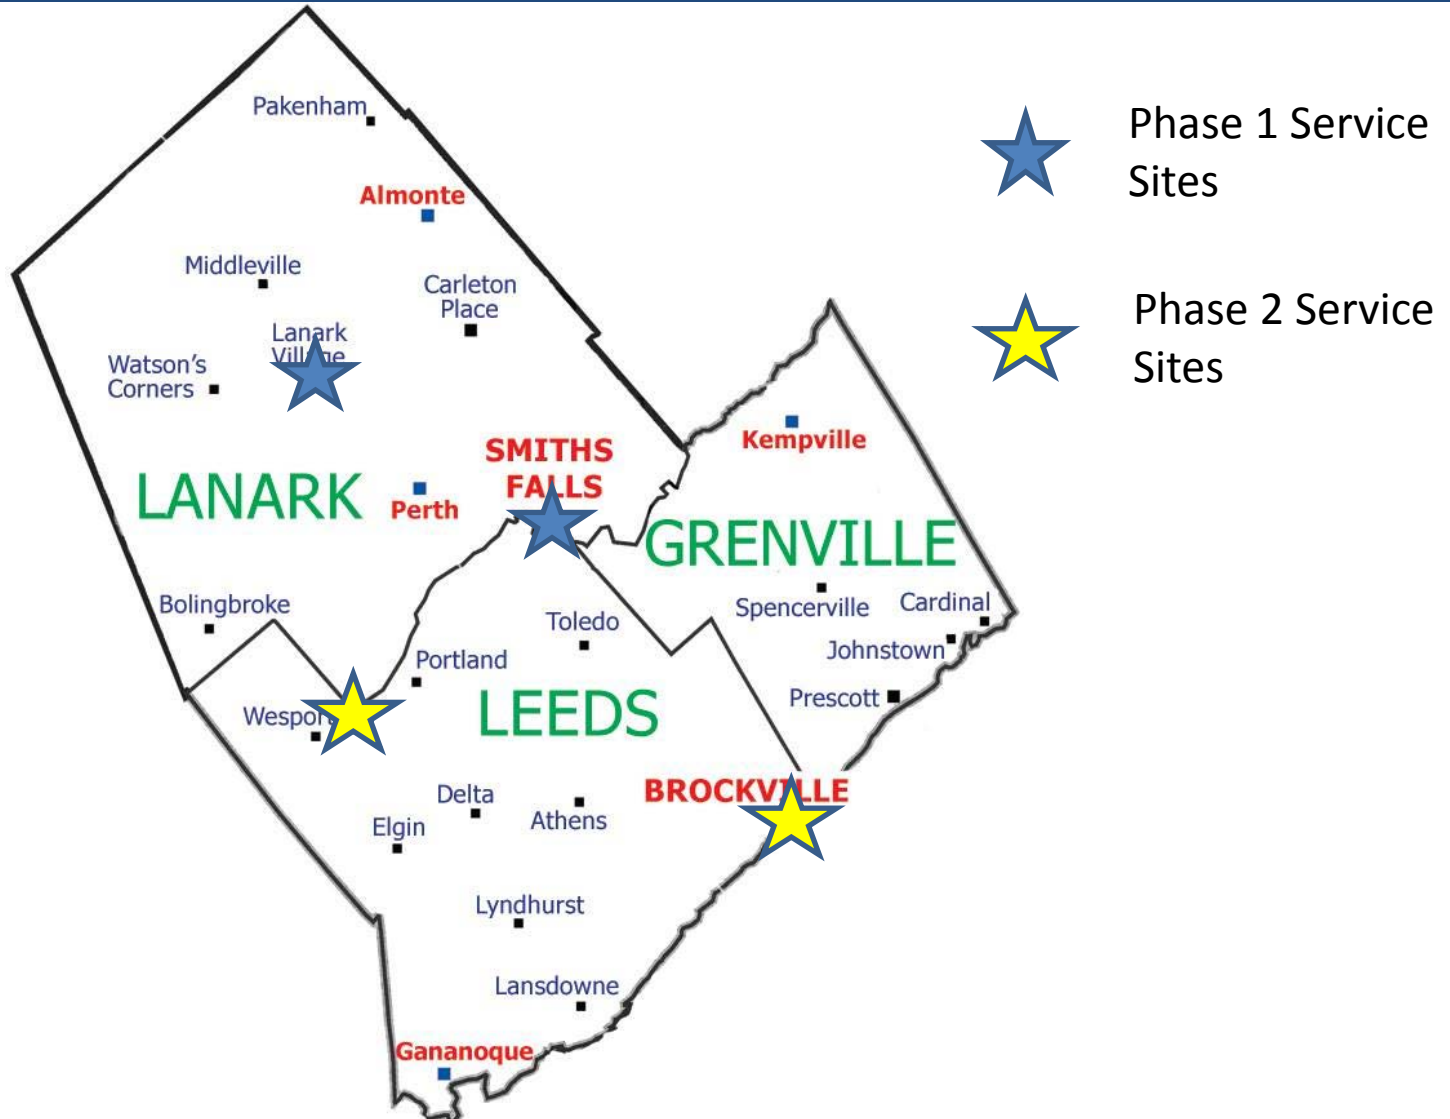 Pakenham
Phase 1 Service
Sites
Almonte
Middleville
Carleton
Place
Phase 2 Service
Sites
Lanark
Village
Watson's
Corners
Kempville
SMITHS
FALLS
LANARK
Perth
GRENVILLE
Bolingbroke
Spencerville
Cardinal
Toledo
Johnstown
Portland
Prescott
Wesport
LEEDS
BROCKVILLE
Delta
Athens
Elgin
Lyndhurst
Lansdowne
Gananoque